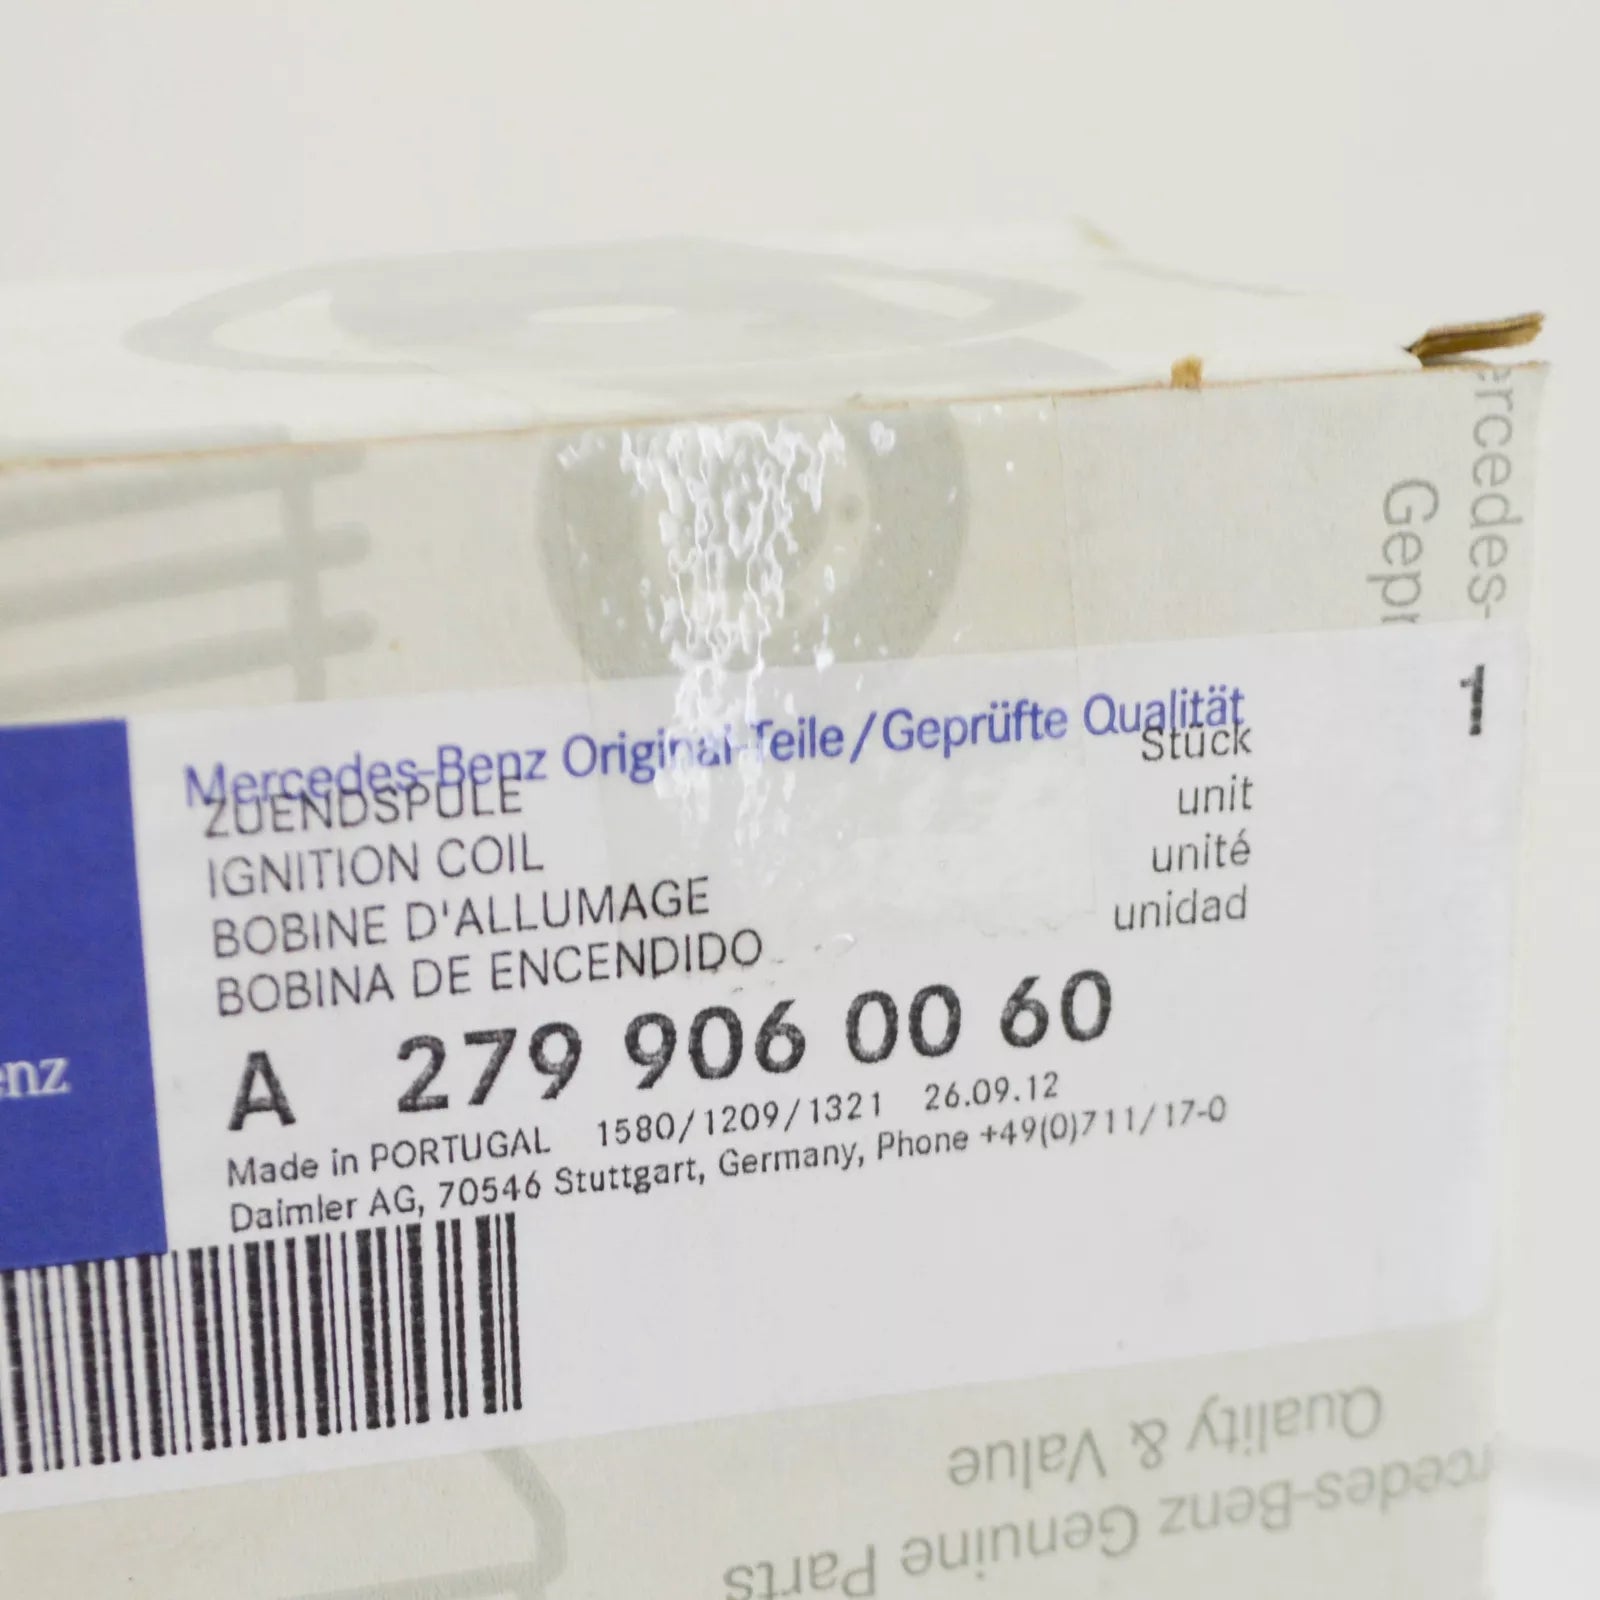 ercedes-
Gepr
Mercedes-Benz Original-Teile/Geprüfte Qualität
ZUENDSPULE
Stück
1
IGNITION COIL
unit
BOBINE D'ALLUMAGE
unité
BOBINA DE ENCENDIDO
unidad
A 279 906 00 60
Made in PORTUGAL 1580/1209/1321 26.09.12
Daimler AG, 70546 Stuttgart, Germany, Phone +49(0)711/17-0
enz
Quality & Value
rcedes-Benz Genuine Parts